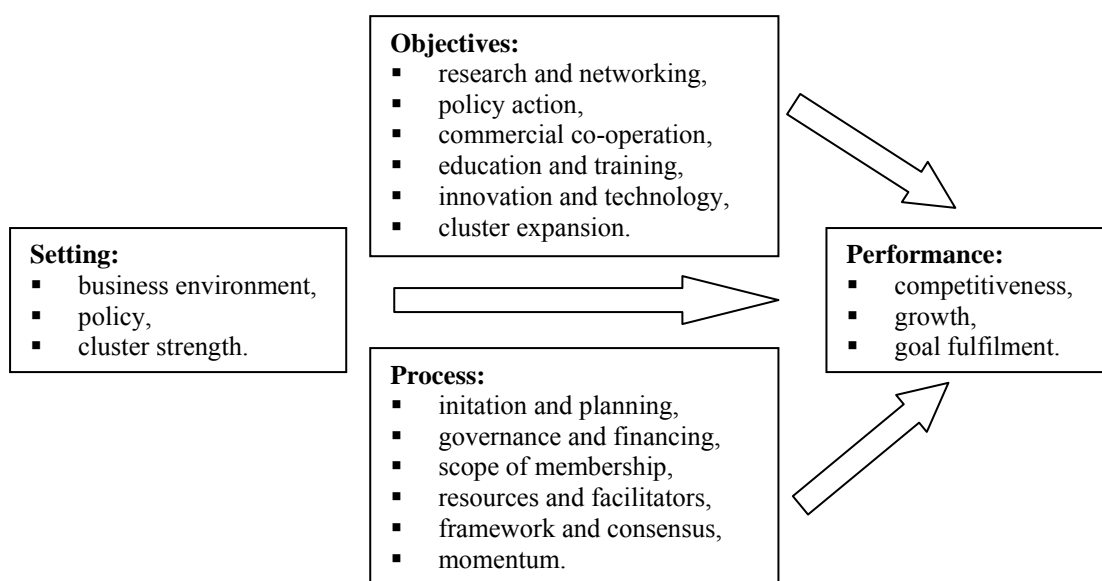 Objectives:
▪ research and networking,
▪ policy action,
▪ commercial co-operation,
▪ education and training,
▪ innovation and technology,
▪ cluster expansion.
Setting:
▪ business environment,
▪ policy,
▪ cluster strength.
Performance:
▪ competitiveness,
▪ growth,
▪ goal fulfilment.
Process:
▪ initation and planning,
▪ governance and financing,
▪ scope of membership,
▪ resources and facilitators,
▪ framework and consensus,
▪ momentum.